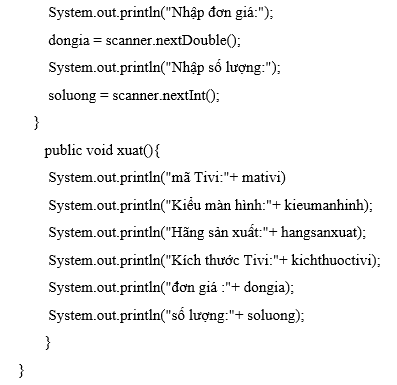 System.out.println("Nhập đơn giá:");
dongia = scanner.nextDouble();
System.out.println("Nhập số lượng:");
soluong = scanner.nextInt();
}
public void xuat(){
System.out.println("mã Tivi:"+ mativi)
System.out.println("Kiểu màn hình:"+ kieumanhinh);
System.out.println("Hãng sản xuất:"+ hangsanxuat);
System.out.println("Kích thước Tivi:"+ kichthuoctivi);
System.out.println("đơn giá :"+ dongia);
System.out.println("số lượng:"+ soluong);
}
}